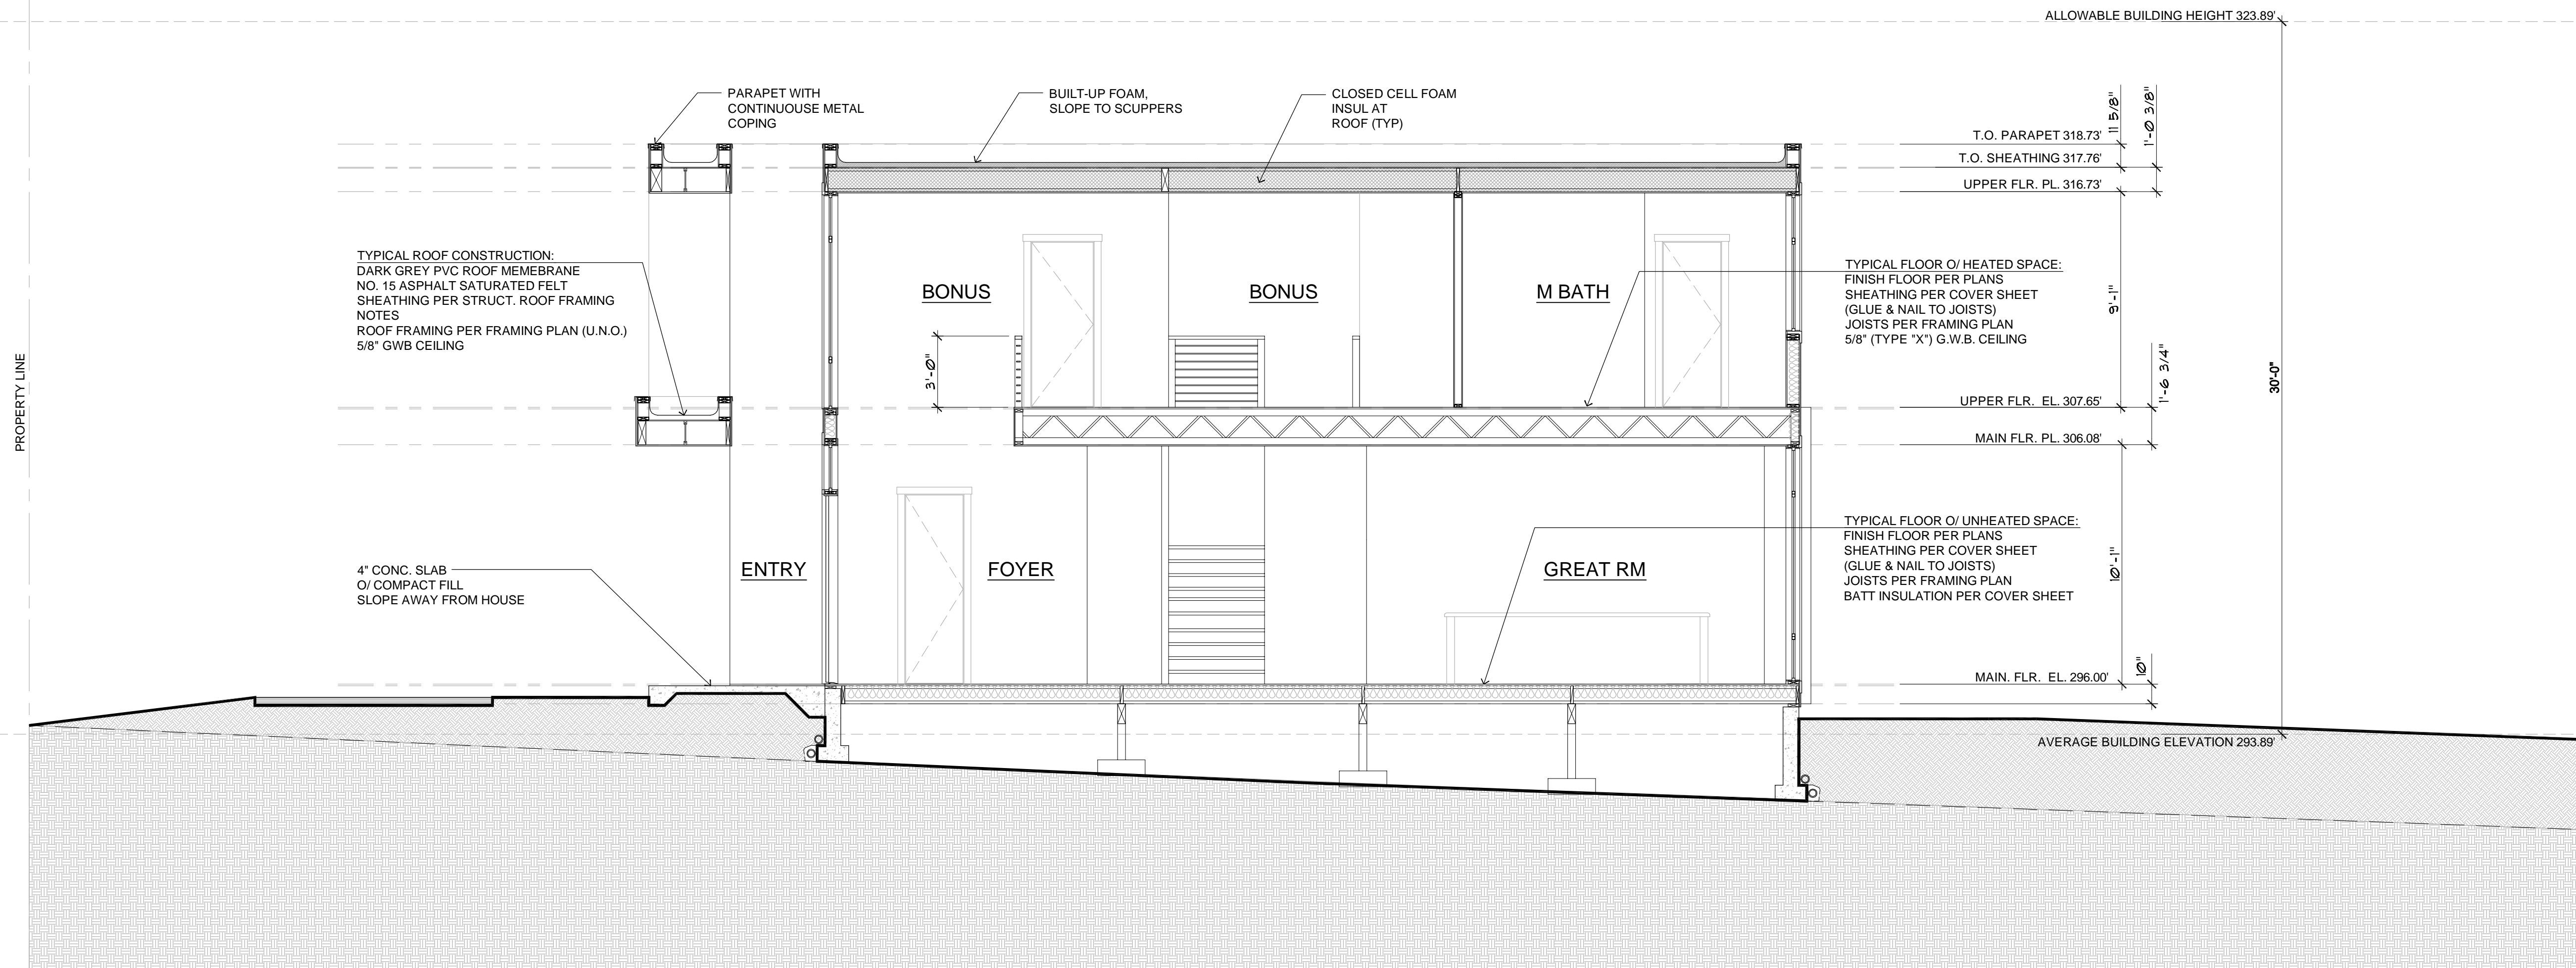 ALLOWABLE BUILDING HEIGHT 323.89'
PARAPET WITH
CONTINUOUSE METAL
COPING
BUILT-UP FOAM,
SLOPE TO SCUPPERS
CLOSED CELL FOAM
INSUL AT
ROOF (TYP)
11 5/8"
1'-0 3/8"
T.O. PARAPET 318.73'
T.O. SHEATHING 317.76'
UPPER FLR. PL. 316.73'
TYPICAL ROOF CONSTRUCTION:
DARK GREY PVC ROOF MEMEBRANE
NO. 15 ASPHALT SATURATED FELT
SHEATHING PER STRUCT. ROOF FRAMING
NOTES
ROOF FRAMING PER FRAMING PLAN (U.N.O.)
5/8" GWB CEILING
BONUS
BONUS
M BATH
TYPICAL FLOOR O/ HEATED SPACE:
FINISH FLOOR PER PLANS
SHEATHING PER COVER SHEET
(GLUE & NAIL TO JOISTS)
JOISTS PER FRAMING PLAN
5/8" (TYPE "X") G.W.B. CEILING
9'-1"
3'-0"
1'-6 3/4"
30'-0"
PROPERTY LINE
UPPER FLR. EL. 307.65'
MAIN FLR. PL. 306.08'
TYPICAL FLOOR O/ UNHEATED SPACE:
FINISH FLOOR PER PLANS
SHEATHING PER COVER SHEET
(GLUE & NAIL TO JOISTS)
JOISTS PER FRAMING PLAN
BATT INSULATION PER COVER SHEET
10'-1"
4" CONC. SLAB
O/ COMPACT FILL
SLOPE AWAY FROM HOUSE
ENTRY
FOYER
GREAT RM
10"
MAIN. FLR. EL. 296.00'
AVERAGE BUILDING ELEVATION 293.89'